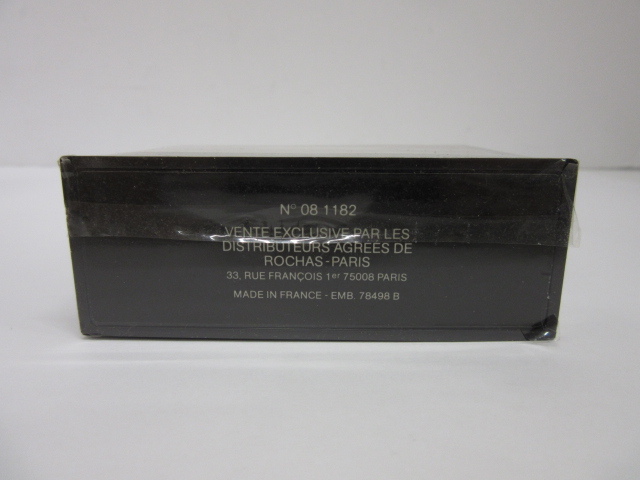 N° 08 1182
VENTE EXCLUSIVE PAR LES
DISTRIBUTEURS AGRÉES DE
ROCHAS-PARIS
33, RUE FRANÇOIS 1er 75008 PARIS
MADE IN FRANCE - EMB. 78498 B